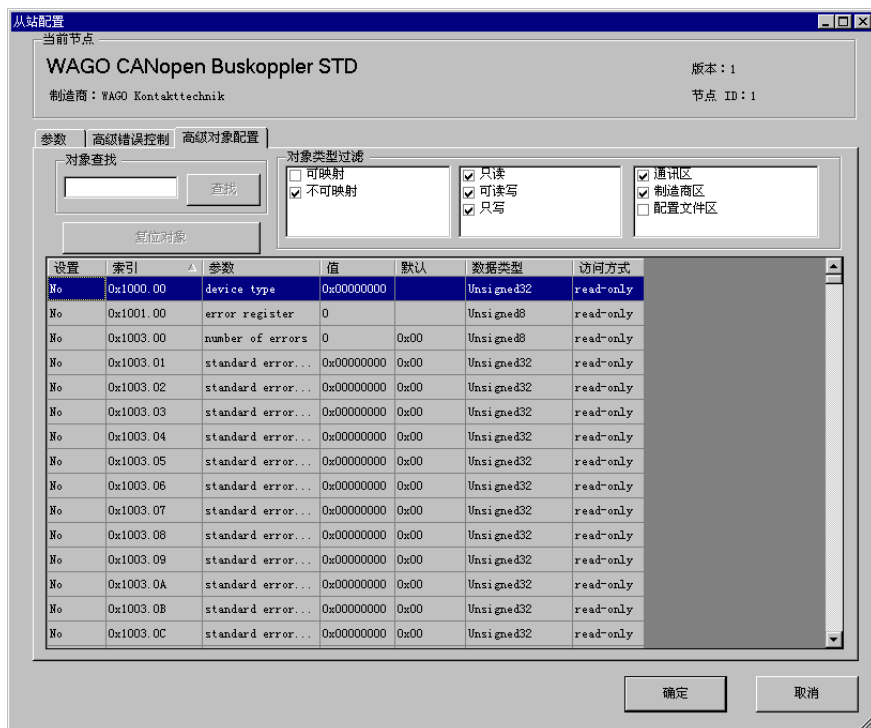 从站配置
当前节点
WAGO CANopen Buskoppler STD
版本：1
制造商：WAGO Kontakttechnik
节点 ID：1
参数 高级错误控制 高级对象配置
对象查找
查找
复位对象
对象类型过滤
可映射
不可映射
只读
可读写
只写
通讯区
制造商区
配置文件区
设置 索引 参数 值 默认 数据类型 访问方式
No 0x1000.00 device type 0x00000000 Unsigned32 read-only
No 0x1001.00 error register 0 Unsigned8 read-only
No 0x1003.00 number of errors 0 0x00 Unsigned8 read-only
No 0x1003.01 standard error... 0x00000000 0x00 Unsigned32 read-only
No 0x1003.02 standard error... 0x00000000 0x00 Unsigned32 read-only
No 0x1003.03 standard error... 0x00000000 0x00 Unsigned32 read-only
No 0x1003.04 standard error... 0x00000000 0x00 Unsigned32 read-only
No 0x1003.05 standard error... 0x00000000 0x00 Unsigned32 read-only
No 0x1003.06 standard error... 0x00000000 0x00 Unsigned32 read-only
No 0x1003.07 standard error... 0x00000000 0x00 Unsigned32 read-only
No 0x1003.08 standard error... 0x00000000 0x00 Unsigned32 read-only
No 0x1003.09 standard error... 0x00000000 0x00 Unsigned32 read-only
No 0x1003.0A standard error... 0x00000000 0x00 Unsigned32 read-only
No 0x1003.0B standard error... 0x00000000 0x00 Unsigned32 read-only
No 0x1003.0C standard error... 0x00000000 0x00 Unsigned32 read-only
确定 取消